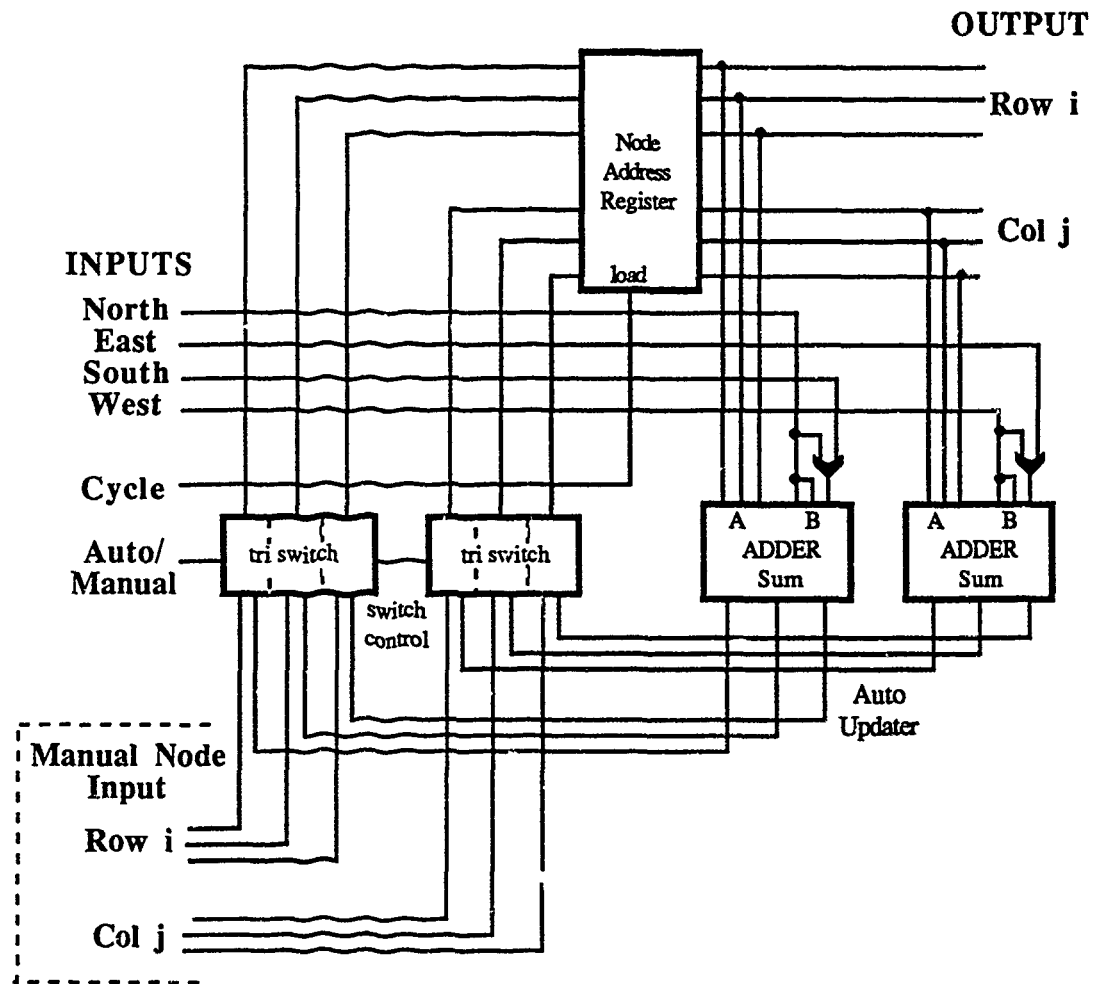 OUTPUT
Row i
Node
Address
Register
Col j
load
INPUTS
North
East
South
West
Cycle
Auto/
Manual
tri switch
tri switch
switch
control
A B
ADDER
Sum
A B
ADDER
Sum
Auto
Updater
Manual Node
Input
Row i
Col j